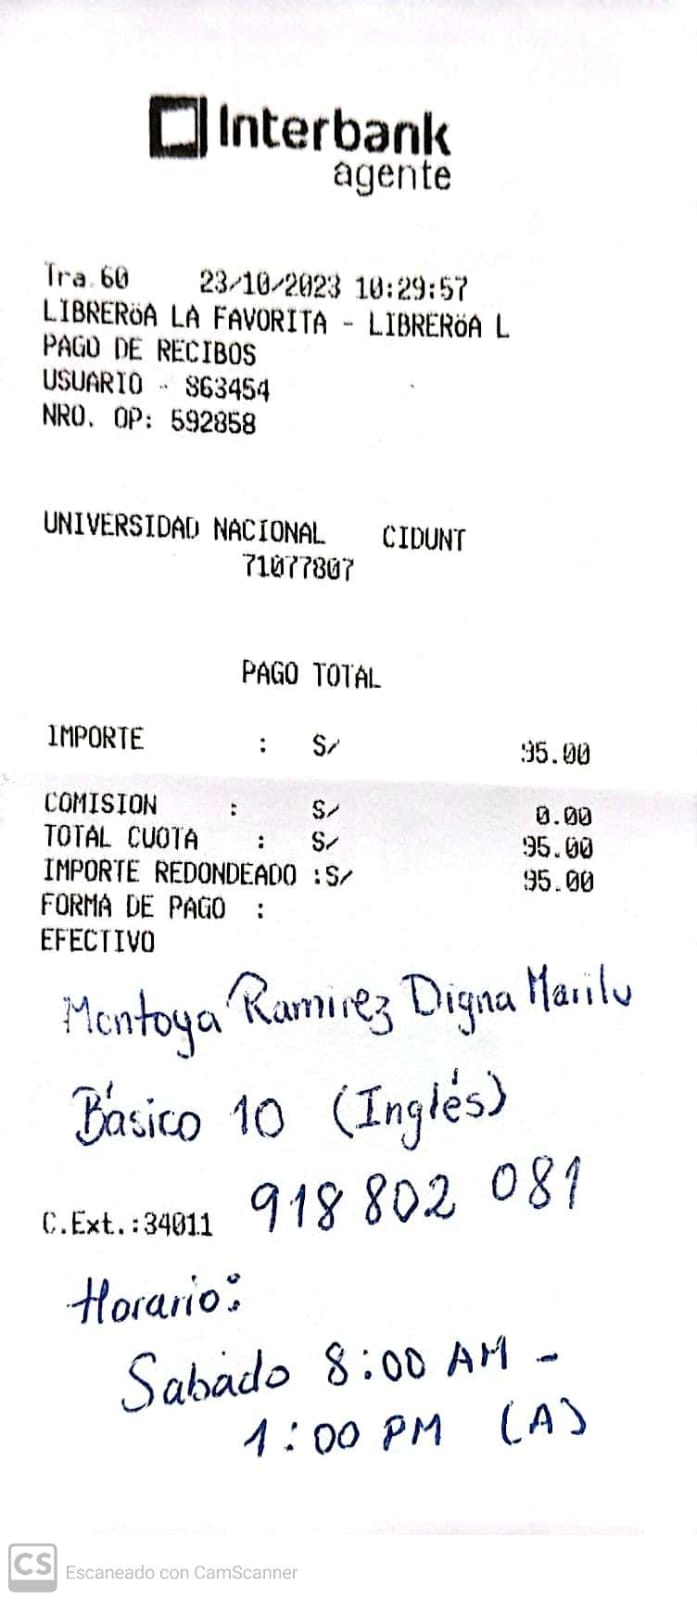 Interbank
agente
Tra.60 23/10/2023 10:29:57
LIBRERöA LA FAVORITA - LIBRERöA L
PAGO DE RECIBOS
USUARIO - 863454
NRO. OP: 592858
UNIVERSIDAD NACIONAL CIDUNT
71077807
PAGO TOTAL
IMPORTE : S/ 95.00
COMISION : S/ 0.00
TOTAL CUOTA : S/ 95.00
IMPORTE REDONDEADO :S/ 95.00
FORMA DE PAGO :
EFECTIVO
Montoya Ramirez Digna Marilu
Básico 10 (Inglés)
918 802 081
C.Ext.:34011
Horario:
Sabado 8:00 AM -
1:00 PM (A)
CS Escaneado con CamScanner